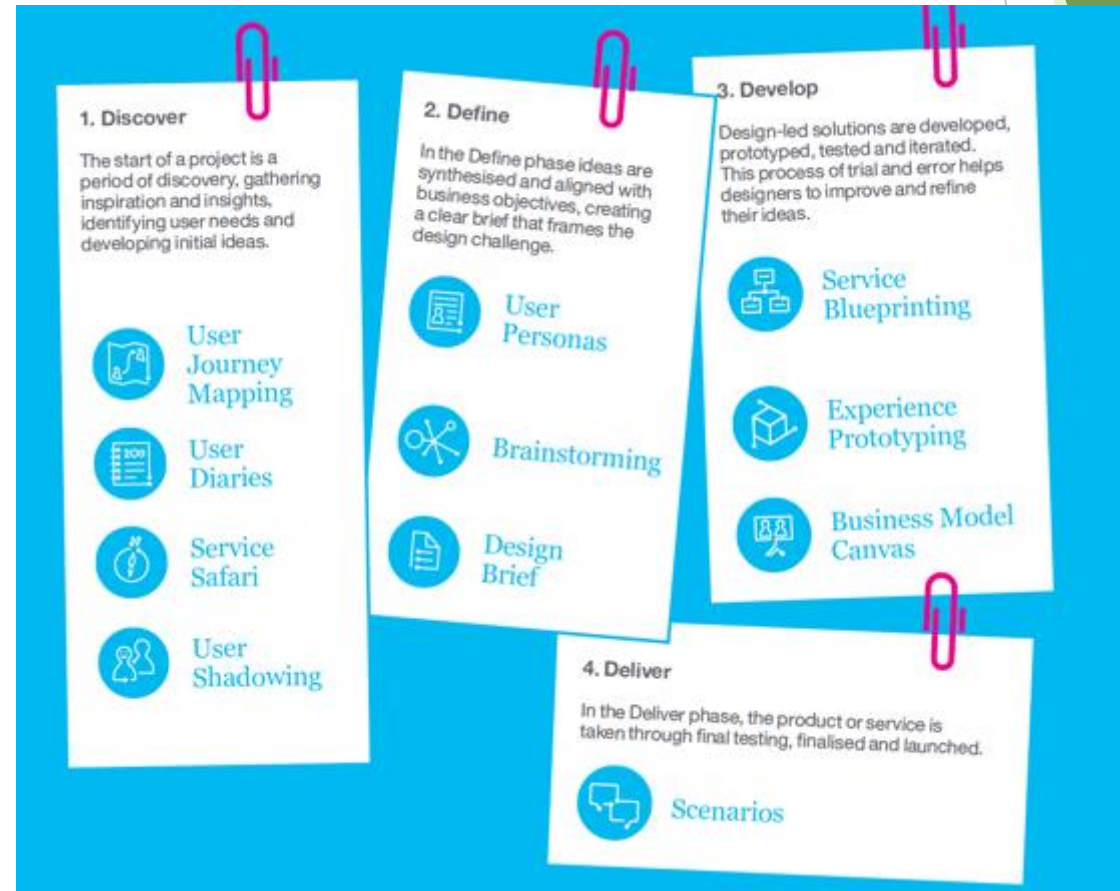 1. Discover
The start of a project is a
period of discovery, gathering
inspiration and insights,
identifying user needs and
developing initial ideas.
User
Journey
Mapping
User
Diaries
Service
Safari
User
Shadowing
2. Define
In the Define phase ideas are
synthesised and aligned with
business objectives, creating
a clear brief that frames the
design challenge.
User
Personas
Brainstorming
Design
Brief
3. Develop
Design-led solutions are developed,
prototyped, tested and iterated.
This process of trial and error helps
designers to improve and refine
their ideas.
Service
Blueprinting
Experience
Prototyping
Business Model
Canvas
4. Deliver
In the Deliver phase, the product or service is
taken through final testing, finalised and launched.
Scenarios